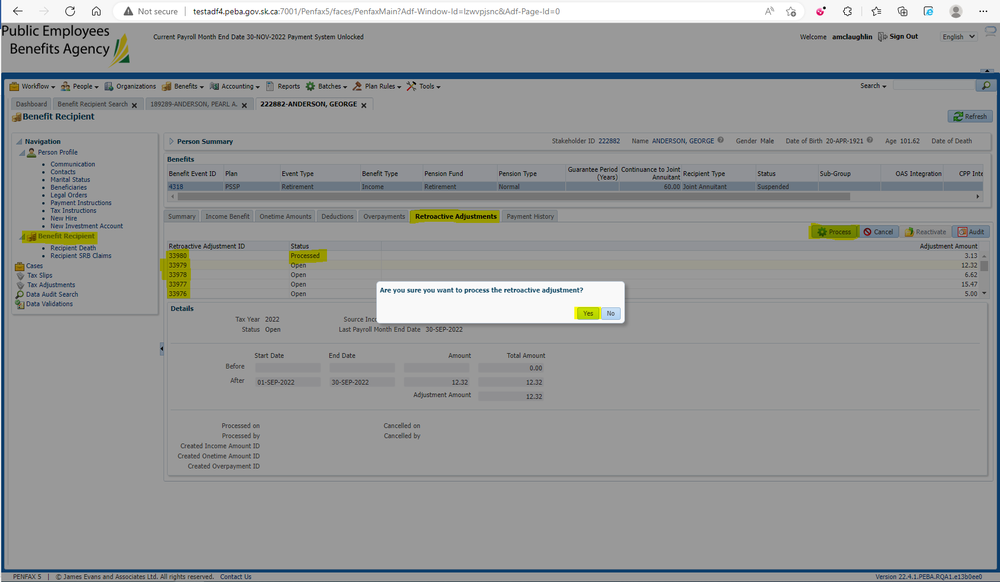 Not secure testadf4.peba.gov.sk.ca:7001/Penfax5/faces/PenfaxMain?Adf-Window-Id=lzwvpjsnc&Adf-Page-Id=0
Public Employees
Benefits Agency
Current Payroll Month End Date 30-NOV-2022 Payment System Unlocked
Welcome amclaughlin Sign Out English
Workflow People Organizations Benefits Accounting Reports Batches Plan Rules Tools Search
Dashboard Benefit Recipient Search 189289-ANDERSON, PEARL A. 222882-ANDERSON, GEORGE
Benefit Recipient Refresh
Navigation
Person Profile
Communication
Contacts
Marital Status
Beneficiaries
Legal Orders
Payment Instructions
Tax Instructions
New Hire
New Investment Account
Benefit Recipient
Recipient Death
Recipient SRB Claims
Cases
Tax Slips
Tax Adjustments
Data Audit Search
Data Validations
Person Summary Stakeholder ID 222882 Name ANDERSON, GEORGE Gender Male Date of Birth 20-APR-1921 Age 101.62 Date of Death
Benefits
Benefit Event ID Plan Event Type Benefit Type Pension Fund Pension Type Guarantee Period (Years) Continuance to Joint Annuitant Recipient Type Status Sub-Group OAS Integration CPP Inte
4318 PSSP Retirement Income Retirement Normal 60.00 Joint Annuitant Suspended
Summary Income Benefit Onetime Amounts Deductions Overpayments Retroactive Adjustments Payment History
Process Cancel Reactivate Audit
Retroactive Adjustment ID Status Adjustment Amount
33980 Processed 3.13
33979 Open 12.32
33978 Open 6.62
33977 Open 15.47
33976 Open 5.00
Are you sure you want to process the retroactive adjustment?
Yes No
Details
Tax Year 2022 Source Inco
Status Open Last Payroll Month End Date 30-SEP-2022
Start Date End Date Amount Total Amount
Before 0.00
After 01-SEP-2022 30-SEP-2022 12.32 12.32
Adjustment Amount 12.32
Processed on Cancelled on
Processed by Cancelled by
Created Income Amount ID
Created Onetime Amount ID
Created Overpayment ID
PENFAX 5 | © James Evans and Associates Ltd. All rights reserved. Contact Us Version 22.4.1.PEBA.RQA1.e13b0ee0